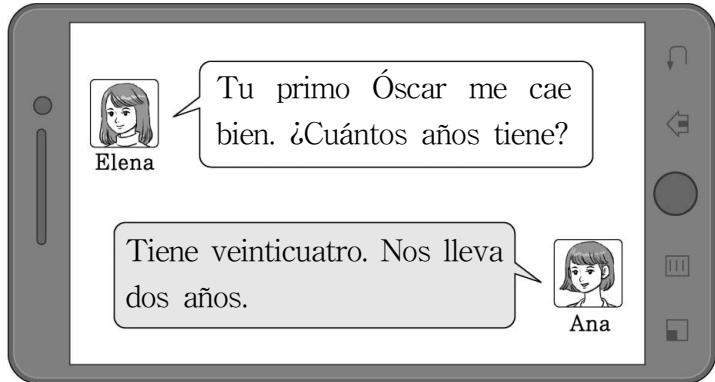 Tu primo Óscar me cae
bien. ¿Cuántos años tiene?
Elena
Tiene veinticuatro. Nos lleva
dos años.
Ana